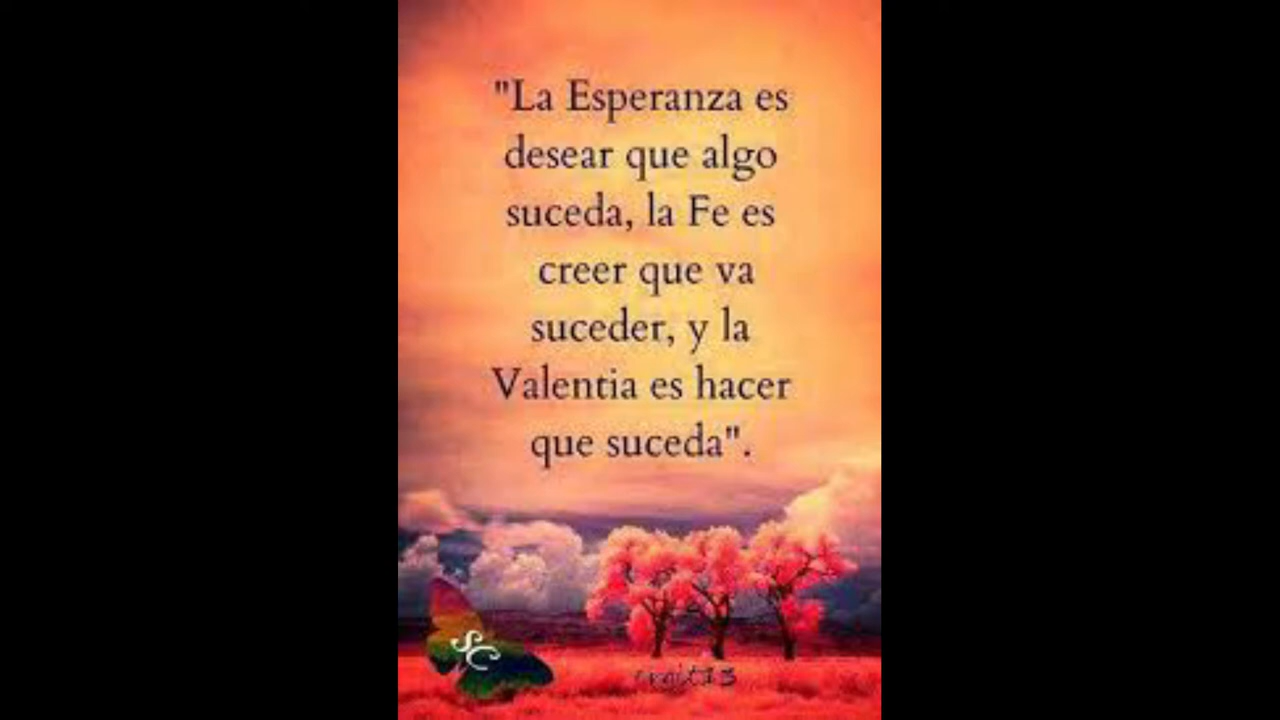 "La Esperanza es
desear que algo
suceda, la Fe es
creer que va
suceder, y la
Valentia es hacer
que suceda".
SC